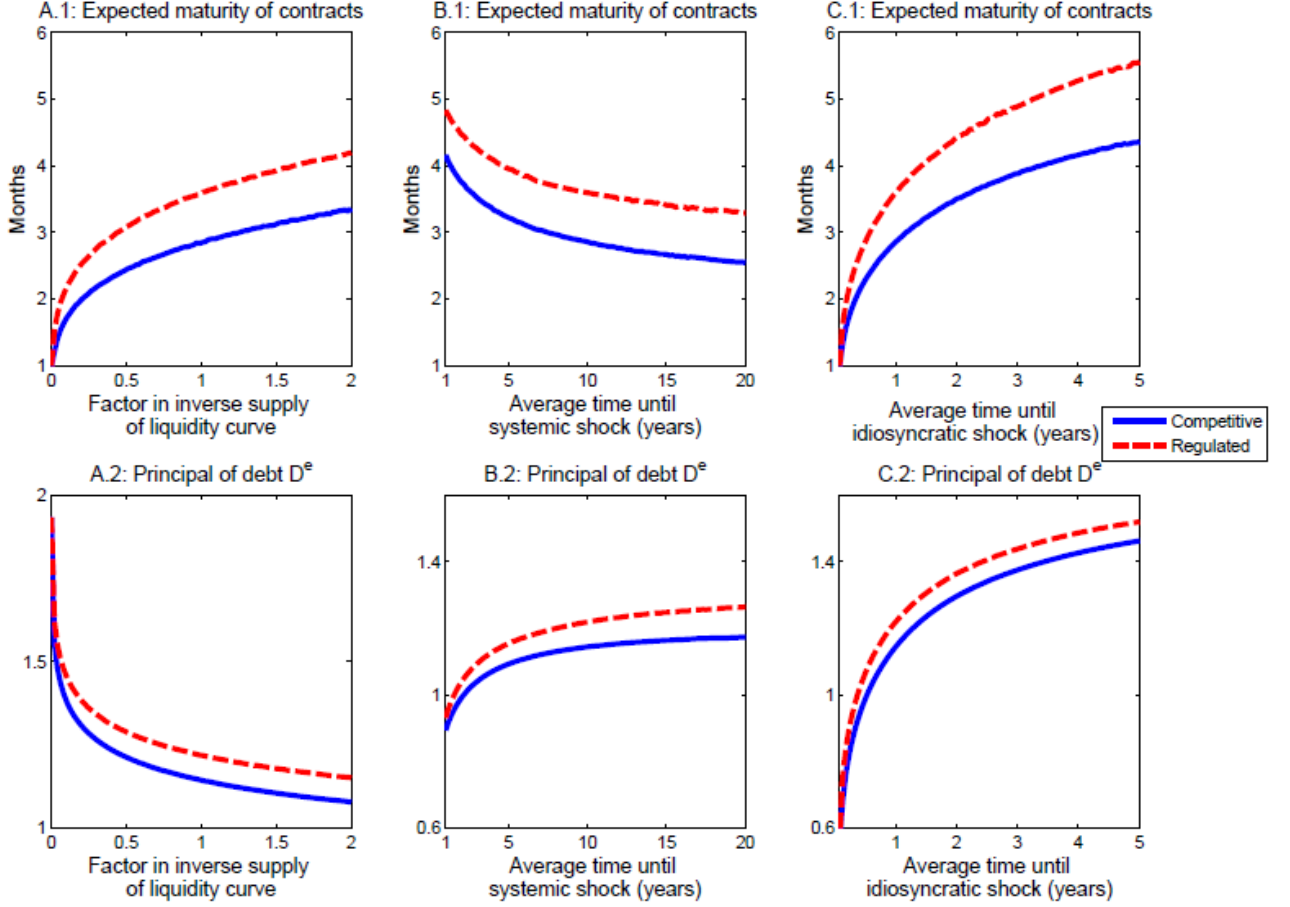 A.1: Expected maturity of contracts
B.1: Expected maturity of contracts
C.1: Expected maturity of contracts
6
5
4
3
2
1
Months
0
0.5
1
1.5
2
Factor in inverse supply
of liquidity curve
6
5
4
3
2
1
1
5
10
15
20
Average time until
systemic shock (years)
6
5
4
3
2
1
Months
1
2
3
4
5
Average time until
idiosyncratic shock (years)
Competitive
Regulated
A.2: Principal of debt Dᵉ
B.2: Principal of debt Dᵉ
C.2: Principal of debt Dᵉ
2
1.5
1
0
0.5
1
1.5
2
Factor in inverse supply
of liquidity curve
1.4
1
0.6
1
5
10
15
20
Average time until
systemic shock (years)
1.4
1
0.6
1
2
3
4
5
Average time until
idiosyncratic shock (years)